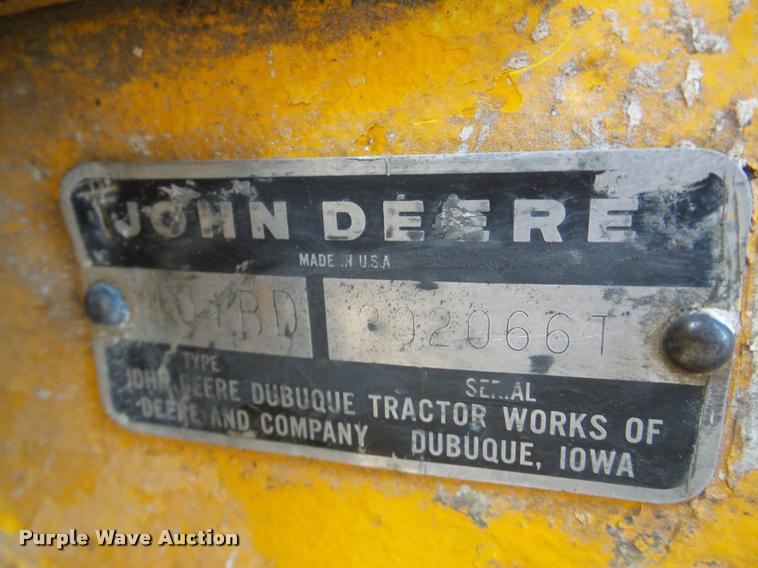 JOHN DEERE
MADE IN U.S.A
202066T
TYPE
SERIAL
JOHN DEERE DUBUQUE TRACTOR WORKS OF
DEERE AND COMPANY DUBUQUE, IOWA
Purple Wave Auction